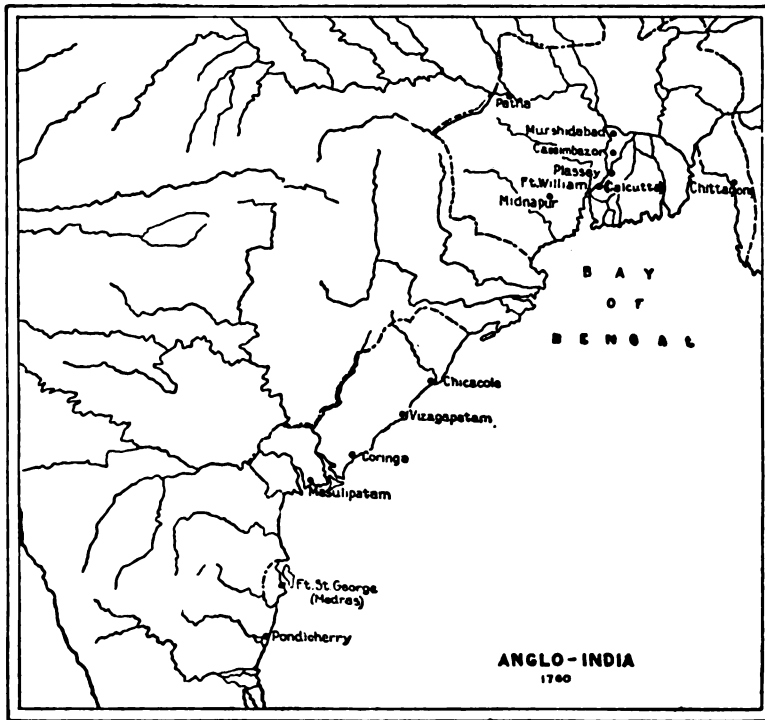 Patna
Murshidabad
Cassimbazor
Plassey
Ft. William
Calcutta
Chittagong
Midnapur
BAY
OF
BENGAL
Chicacole
Vizagapatam
Coringa
Masulipatam
Ft. St. George
(Madras)
Pondicherry
ANGLO-INDIA
1760